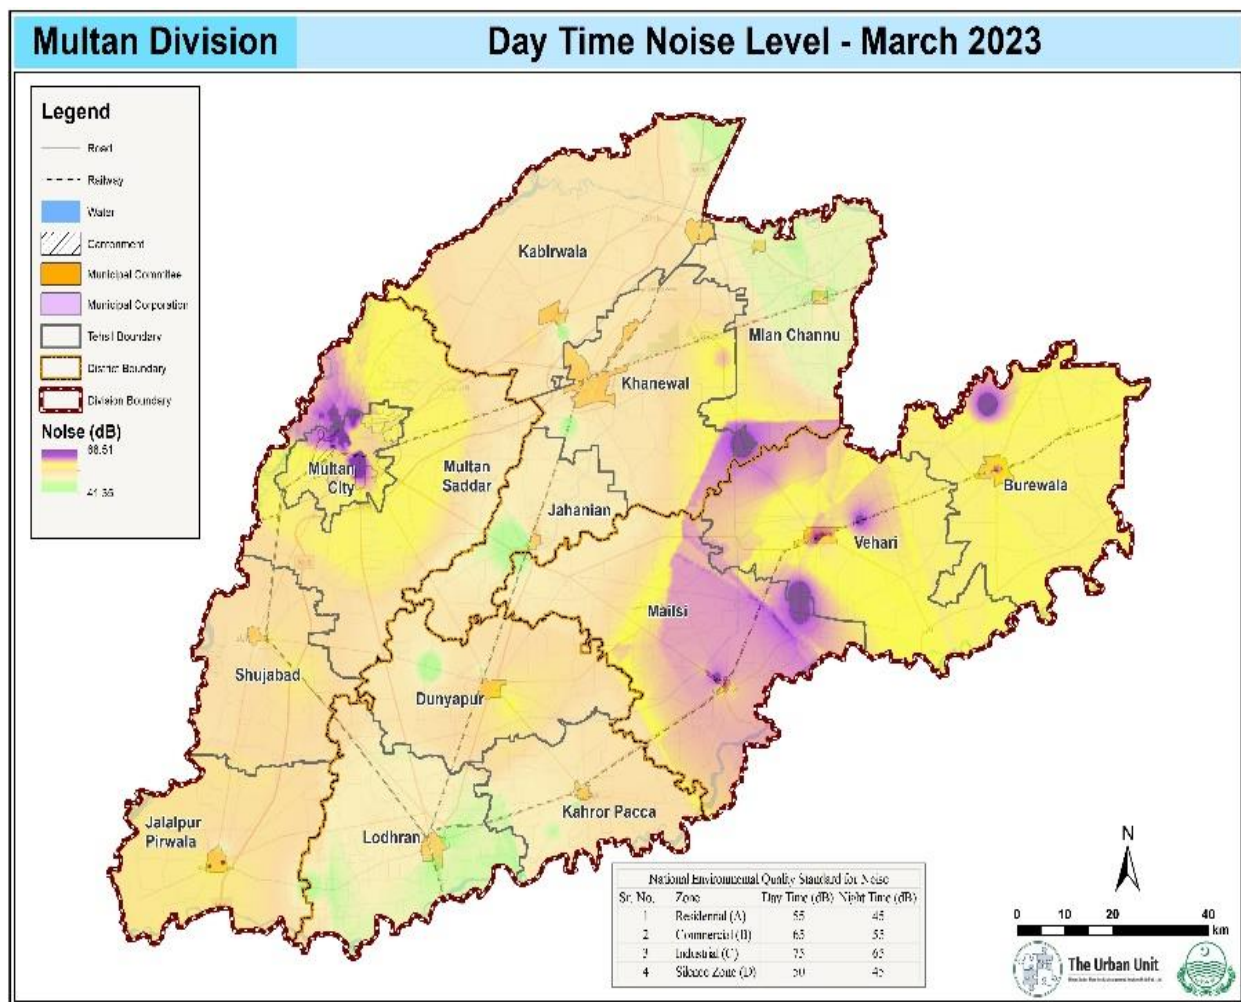 Multan Division
Day Time Noise Level - March 2023
Legend
Road
Railway
Water
Cantonment
Municipal Committee
Municipal Corporation
Tehsil Boundary
District Boundary
Division Boundary
Noise (dB)
Kabirwala
Mian Channu
Khanewal
Multan
City
Multan
Saddar
Jahanian
Burewala
Vehari
Mailsi
Shujabad
Dunyapur
Jalalpur
Pirwala
Lodhran
Kahror Pacca
National Environmental Quality Standard for Noise
Sr. No. Zone Day Time (dB) Night Time (dB)
1 Residential (A) 55 45
2 Commercial (B) 65 55
3 Industrial (C) 75 65
4 Silence Zone (D) 50 45
N
0 10 20 40
km
The Urban Unit